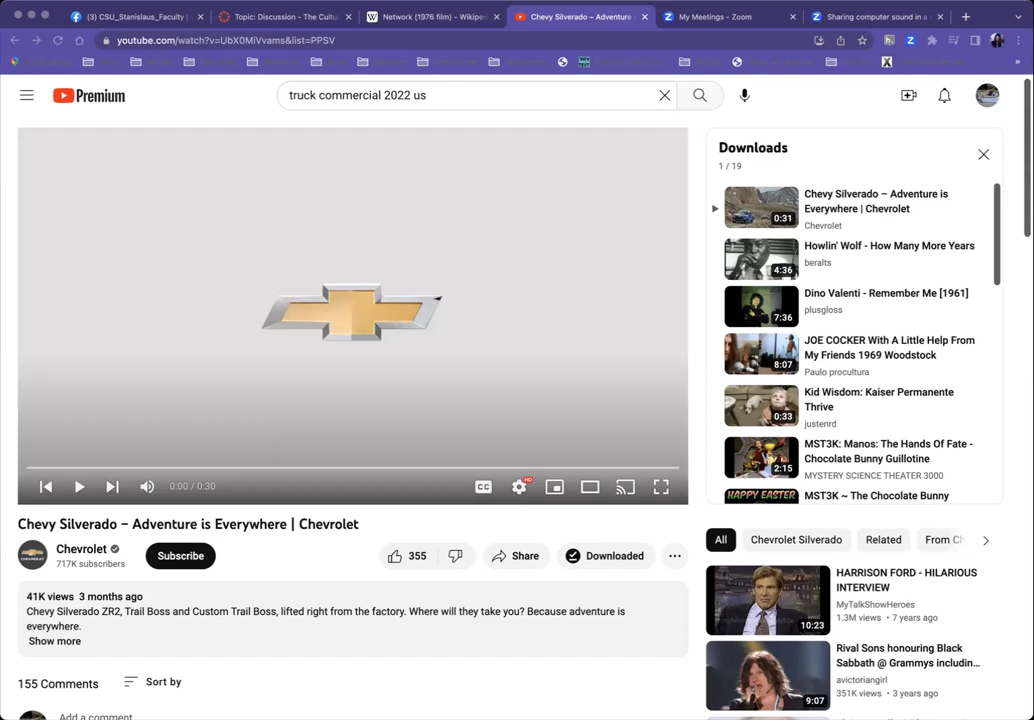 (3) CSU_Stanislaus_Faculty |
Topic: Discussion - The Cultu
Network (1976 film) - Wikiped
Chevy Silverado – Adventure
My Meetings - Zoom
Sharing computer sound in a
youtube.com/watch?v=UbX0MiVvams&list=PPSV
Premium
truck commercial 2022 us
Downloads
1 / 19
Chevy Silverado – Adventure is
Everywhere | Chevrolet
Chevrolet
0:31
Howlin' Wolf - How Many More Years
beralts
4:36
Dino Valenti - Remember Me [1961]
plusgloss
7:36
JOE COCKER With A Little Help From
My Friends 1969 Woodstock
Paulo procultura
8:07
Kid Wisdom: Kaiser Permanente
Thrive
justenrd
0:33
MST3K: Manos: The Hands Of Fate -
Chocolate Bunny Guillotine
MYSTERY SCIENCE THEATER 3000
2:15
HAPPY EASTER
MST3K ~ The Chocolate Bunny
0:00 / 0:30
CC
HD
Chevy Silverado – Adventure is Everywhere | Chevrolet
Chevrolet
717K subscribers
Subscribe
355
Share
Downloaded
41K views 3 months ago
Chevy Silverado ZR2, Trail Boss and Custom Trail Boss, lifted right from the factory. Where will they take you? Because adventure is
everywhere.
Show more
155 Comments
Sort by
Add a comment
All
Chevrolet Silverado
Related
From Ch
HARRISON FORD - HILARIOUS
INTERVIEW
MyTalkShowHeroes
1.3M views • 7 years ago
10:23
Rival Sons honouring Black
Sabbath @ Grammys includin…
avictoriangirl
351K views • 3 years ago
9:07